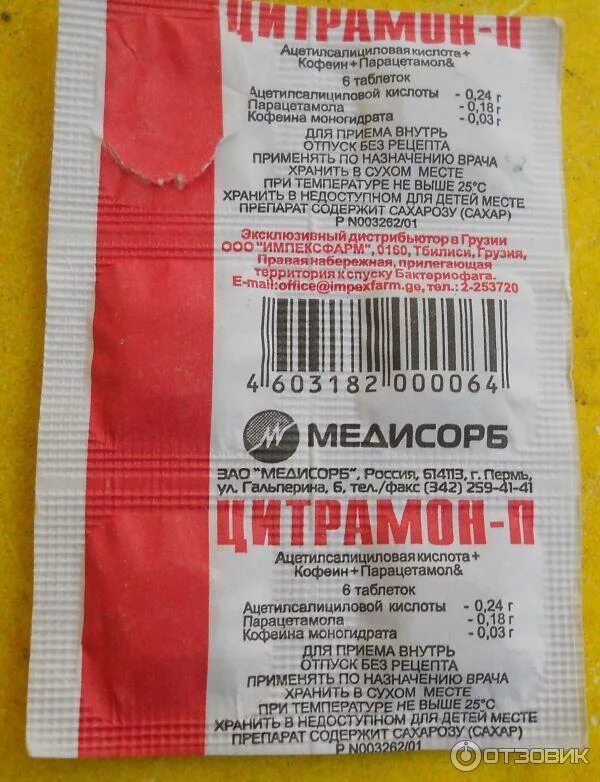 ЦИТРАМОН-П
Ацетилсалициловая кислота+
Кофеин+Парацетамол&
6 таблеток
Ацетилсалициловой кислоты - 0,24 г
Парацетамола - 0,18 г
Кофеина моногидрата - 0,03 г
ДЛЯ ПРИЕМА ВНУТРЬ
ОТПУСК БЕЗ РЕЦЕПТА
ПРИМЕНЯТЬ ПО НАЗНАЧЕНИЮ ВРАЧА
ХРАНИТЬ В СУХОМ МЕСТЕ
ПРИ ТЕМПЕРАТУРЕ НЕ ВЫШЕ 25°С
ХРАНИТЬ В НЕДОСТУПНОМ ДЛЯ ДЕТЕЙ МЕСТЕ
ПРЕПАРАТ СОДЕРЖИТ САХАРОЗУ (САХАР)
Р N003262/01
Эксклюзивный дистрибьютор в Грузии
ООО "ИМПЕКСФАРМ", 0160, Тбилиси, Грузия,
Правая набережная, прилегающая
территория к спуску Бактериофага.
E-mail:office@impexfarm.ge, тел.: 2-253720
4 603182 000064
МЕДИСОРБ
ЗАО "МЕДИСОРБ", Россия, 614113, г. Пермь,
ул. Гальперина, 6, тел./факс (342) 259-41-41
ЦИТРАМОН-П
Ацетилсалициловая кислота+
Кофеин+Парацетамол&
6 таблеток
Ацетилсалициловой кислоты - 0,24 г
Парацетамола - 0,18 г
Кофеина моногидрата - 0,03 г
ДЛЯ ПРИЕМА ВНУТРЬ
ОТПУСК БЕЗ РЕЦЕПТА
ПРИМЕНЯТЬ ПО НАЗНАЧЕНИЮ ВРАЧА
ХРАНИТЬ В СУХОМ МЕСТЕ
ПРИ ТЕМПЕРАТУРЕ НЕ ВЫШЕ 25°С
ХРАНИТЬ В НЕДОСТУПНОМ ДЛЯ ДЕТЕЙ МЕСТЕ
ПРЕПАРАТ СОДЕРЖИТ САХАРОЗУ (САХАР)
Р N003262/01
ОТЗОВИК